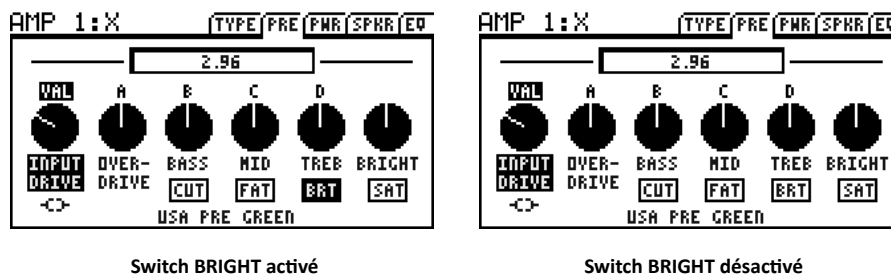 AMP 1:X TYPE PRE PWR SPKR EQ
2.96
VAL A B C D
INPUT DRIVE OVER-DRIVE BASS MID TREB BRIGHT
CUT FAT BRT SAT
USA PRE GREEN
AMP 1:X TYPE PRE PWR SPKR EQ
2.96
VAL A B C D
INPUT DRIVE OVER-DRIVE BASS MID TREB BRIGHT
CUT FAT BRT SAT
USA PRE GREEN
Switch BRIGHT activé
Switch BRIGHT désactivé